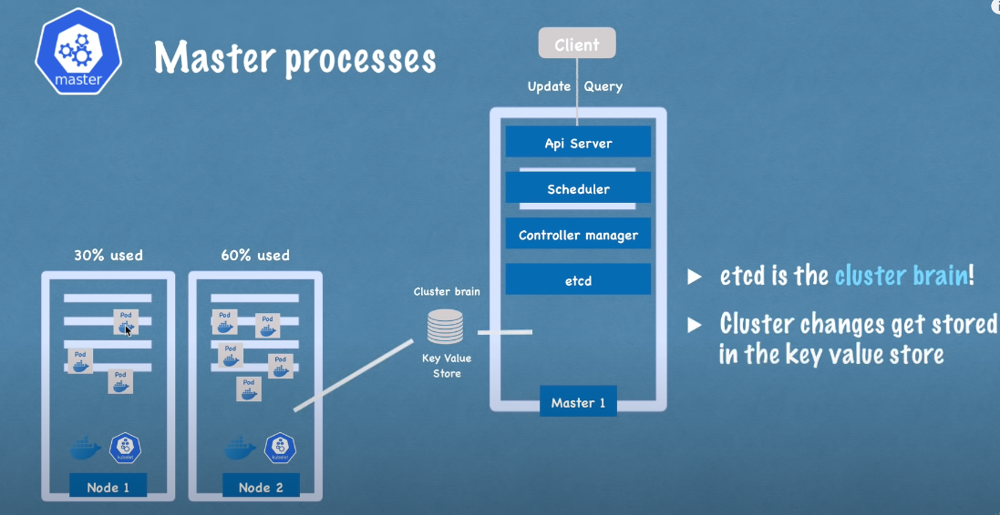 master
Master processes
Client
Update Query
Api Server
Scheduler
Controller manager
etcd
Master 1
30% used
60% used
Pod
Pod
Pod
Pod
Pod
Pod
Pod
Pod
Node 1
Node 2
Cluster brain
Key Value
Store
etcd is the cluster brain!
Cluster changes get stored
in the key value store